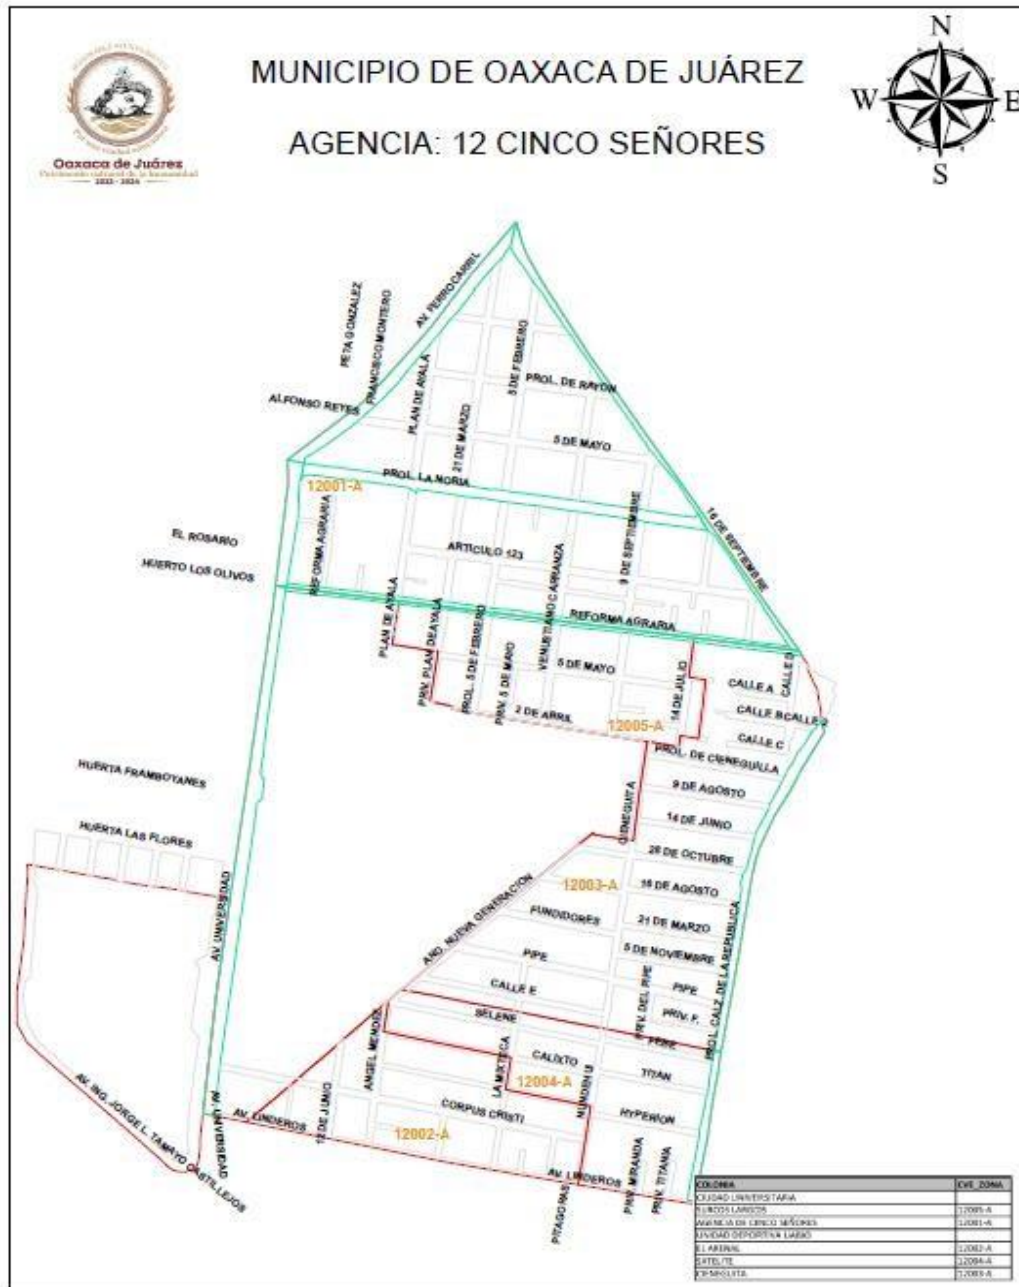 MUNICIPIO DE OAXACA DE JUÁREZ
AGENCIA: 12 CINCO SEÑORES
N
W
E
S
Oaxaca de Juárez
2022 - 2024
AV. FERROCARRIL
FRANCISCO MONTERO
ALFONSO REYES
PLAN DE AYALA
21 DE MARZO
5 DE FEBRERO
PROL. DE RAYON
5 DE MAYO
PROL. LA NORIA
12001-A
REFORMA AGRARIA
EL ROSARIO
HUERTO LOS OLIVOS
ARTICULO 123
9 DE SEPTIEMBRE
16 DE SEPTIEMBRE
VENUSTIANO CARRANZA
REFORMA AGRARIA
PLAN DE AYALA
PRIV. PLAN DE AYALA
PROL. 5 DE FEBRERO
PRIV. 5 DE MAYO
5 DE MAYO
2 DE ABRIL
14 DE JULIO
12005-A
CALLE A
CALLE B
CALLE C
PROL. DE CIENEGUILLA
CIENEGUITA
9 DE AGOSTO
14 DE JUNIO
28 DE OCTUBRE
16 DE AGOSTO
21 DE MARZO
5 DE NOVIEMBRE
HUERTA FRAMBOYANES
HUERTA LAS FLORES
AV. UNIVERSIDAD
12003-A
AND. NUEVA GENERACION
FUNDIDORES
PIPE
CALLE E
SELENE
PRIV. DEL PIPE
PIPE
PRIV. F.
PROL. CALZ. DE LA REPUBLICA
FEBE
CALIXTO
TITAN
ANGEL MENDEZ
LA MIXTECA
12004-A
HYPERION
CORPUS CRISTI
12 DE JUNIO
12002-A
AV. LINDEROS
AV. LINDEROS
AV. UNIVERSIDAD
AV. ING. JORGE L. TAMAYO CASTILLEJOS
PITAGORAS
PRIV. MIRANDA
PRIV. TITANIA
COLONIA CVE_ZONA
CIUDAD UNIVERSITARIA
SURCOS LARGOS 12005-A
AGENCIA DE CINCO SEÑORES 12001-A
UNIDAD DEPORTIVA UABJO
EL ARENAL 12002-A
SATELITE 12004-A
CIENEGUITA 12003-A